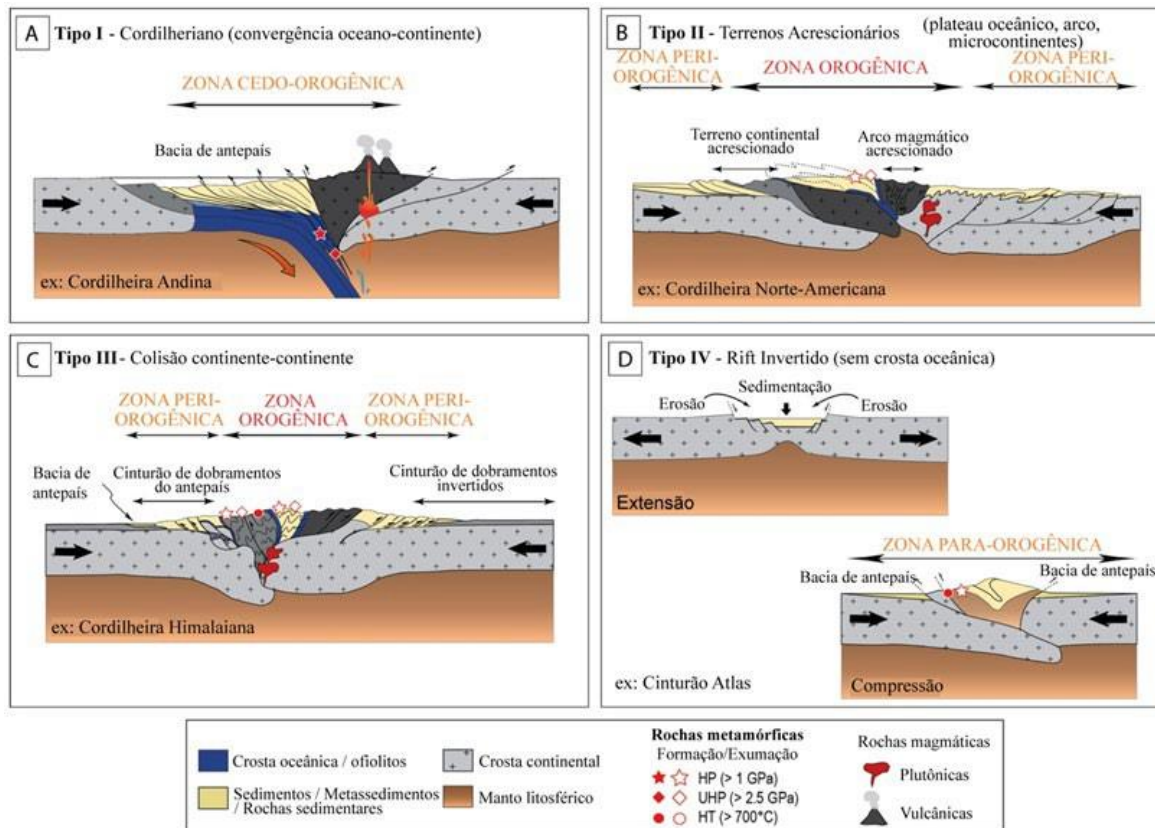 A
Tipo I - Cordilheriano (convergência oceano-continente)
ZONA CEDO-OROGÊNICA
Bacia de antepaís
ex: Cordilheira Andina
B
Tipo II - Terrenos Acrescionários
(plateau oceânico, arco,
microcontinentes)
ZONA PERI-
OROGÊNICA
ZONA OROGÊNICA
ZONA PERI-
OROGÊNICA
Terreno continental
acrescionado
Arco magmático
acrescionado
ex: Cordilheira Norte-Americana
C
Tipo III - Colisão continente-continente
ZONA PERI-
OROGÊNICA
ZONA
OROGÊNICA
ZONA PERI-
OROGÊNICA
Bacia de
antepaís
Cinturão de dobramentos
do antepaís
Cinturão de dobramentos
invertidos
ex: Cordilheira Himalaiana
D
Tipo IV - Rift Invertido (sem crosta oceânica)
Sedimentação
Erosão
Erosão
Extensão
ZONA PARA-OROGÊNICA
Bacia de antepaís
Bacia de antepaís
ex: Cinturão Atlas
Compressão
Crosta oceânica / ofiolitos
Sedimentos / Metassedimentos
/ Rochas sedimentares
Crosta continental
Manto litosférico
Rochas metamórficas
Formação/Exumação
HP (> 1 GPa)
UHP (> 2.5 GPa)
HT (> 700°C)
Rochas magmáticas
Plutônicas
Vulcânicas